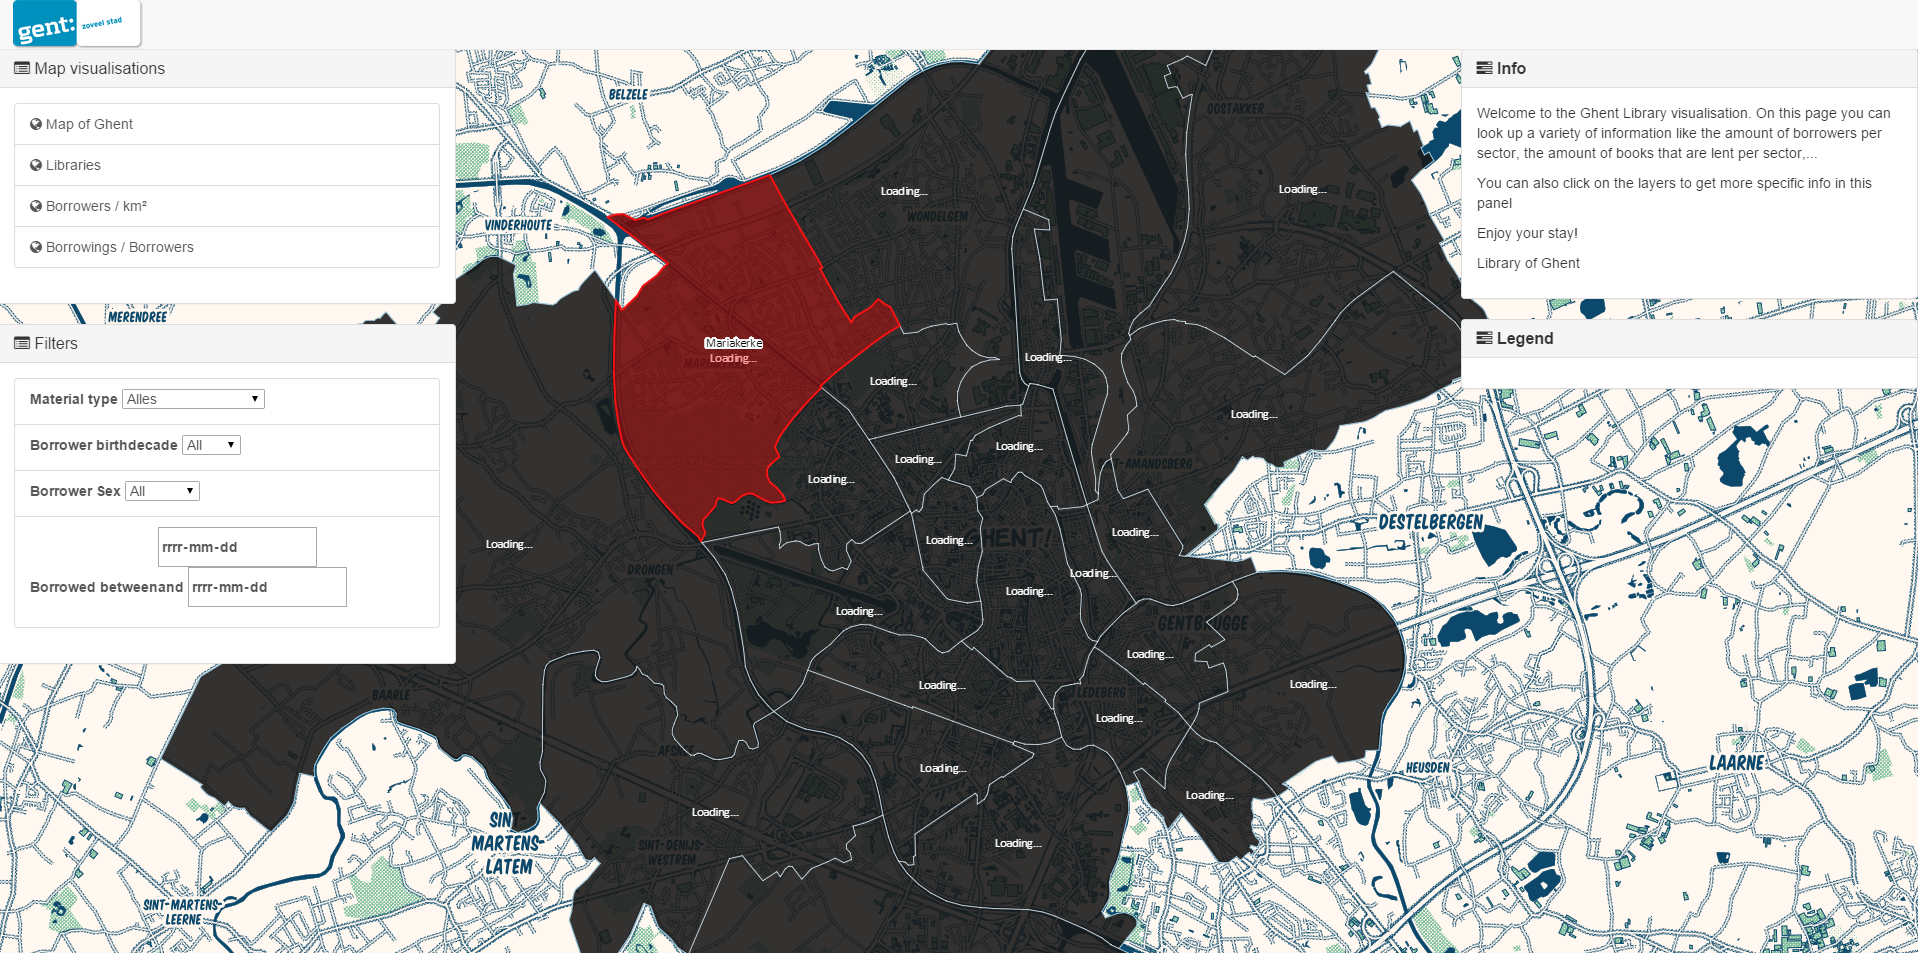 gent:
zoveel stad
Map visualisations
Map of Ghent
Libraries
Borrowers / km²
Borrowings / Borrowers
Filters
Material type Alles
Borrower birthdecade All
Borrower Sex All
rrrr-mm-dd
Borrowed betweenand rrrr-mm-dd
Info
Welcome to the Ghent Library visualisation. On this page you can
look up a variety of information like the amount of borrowers per
sector, the amount of books that are lent per sector,...
You can also click on the layers to get more specific info in this
panel
Enjoy your stay!
Library of Ghent
Legend
BELZELE
OOSTAKKER
Loading...
Loading...
WONDELGEM
VINDERHOUTE
MERENDREE
Mariakerke
Loading...
Loading...
Loading...
Loading...
Loading...
Loading...
SINT-AMANDSBERG
Loading...
DESTELBERGEN
Loading...
Loading...
GHENT!
Loading...
DRONGEN
Loading...
Loading...
Loading...
GENTBRUGGE
Loading...
Loading...
Loading...
LEDEBERG
BAARLE
Loading...
AFSNEE
HEUSDEN
LAARNE
Loading...
Loading...
Loading...
SINT-
MARTENS-
LATEM
SINT-DENIJS-
WESTREM
Loading...
SINT-MARTENS-
LEERNE